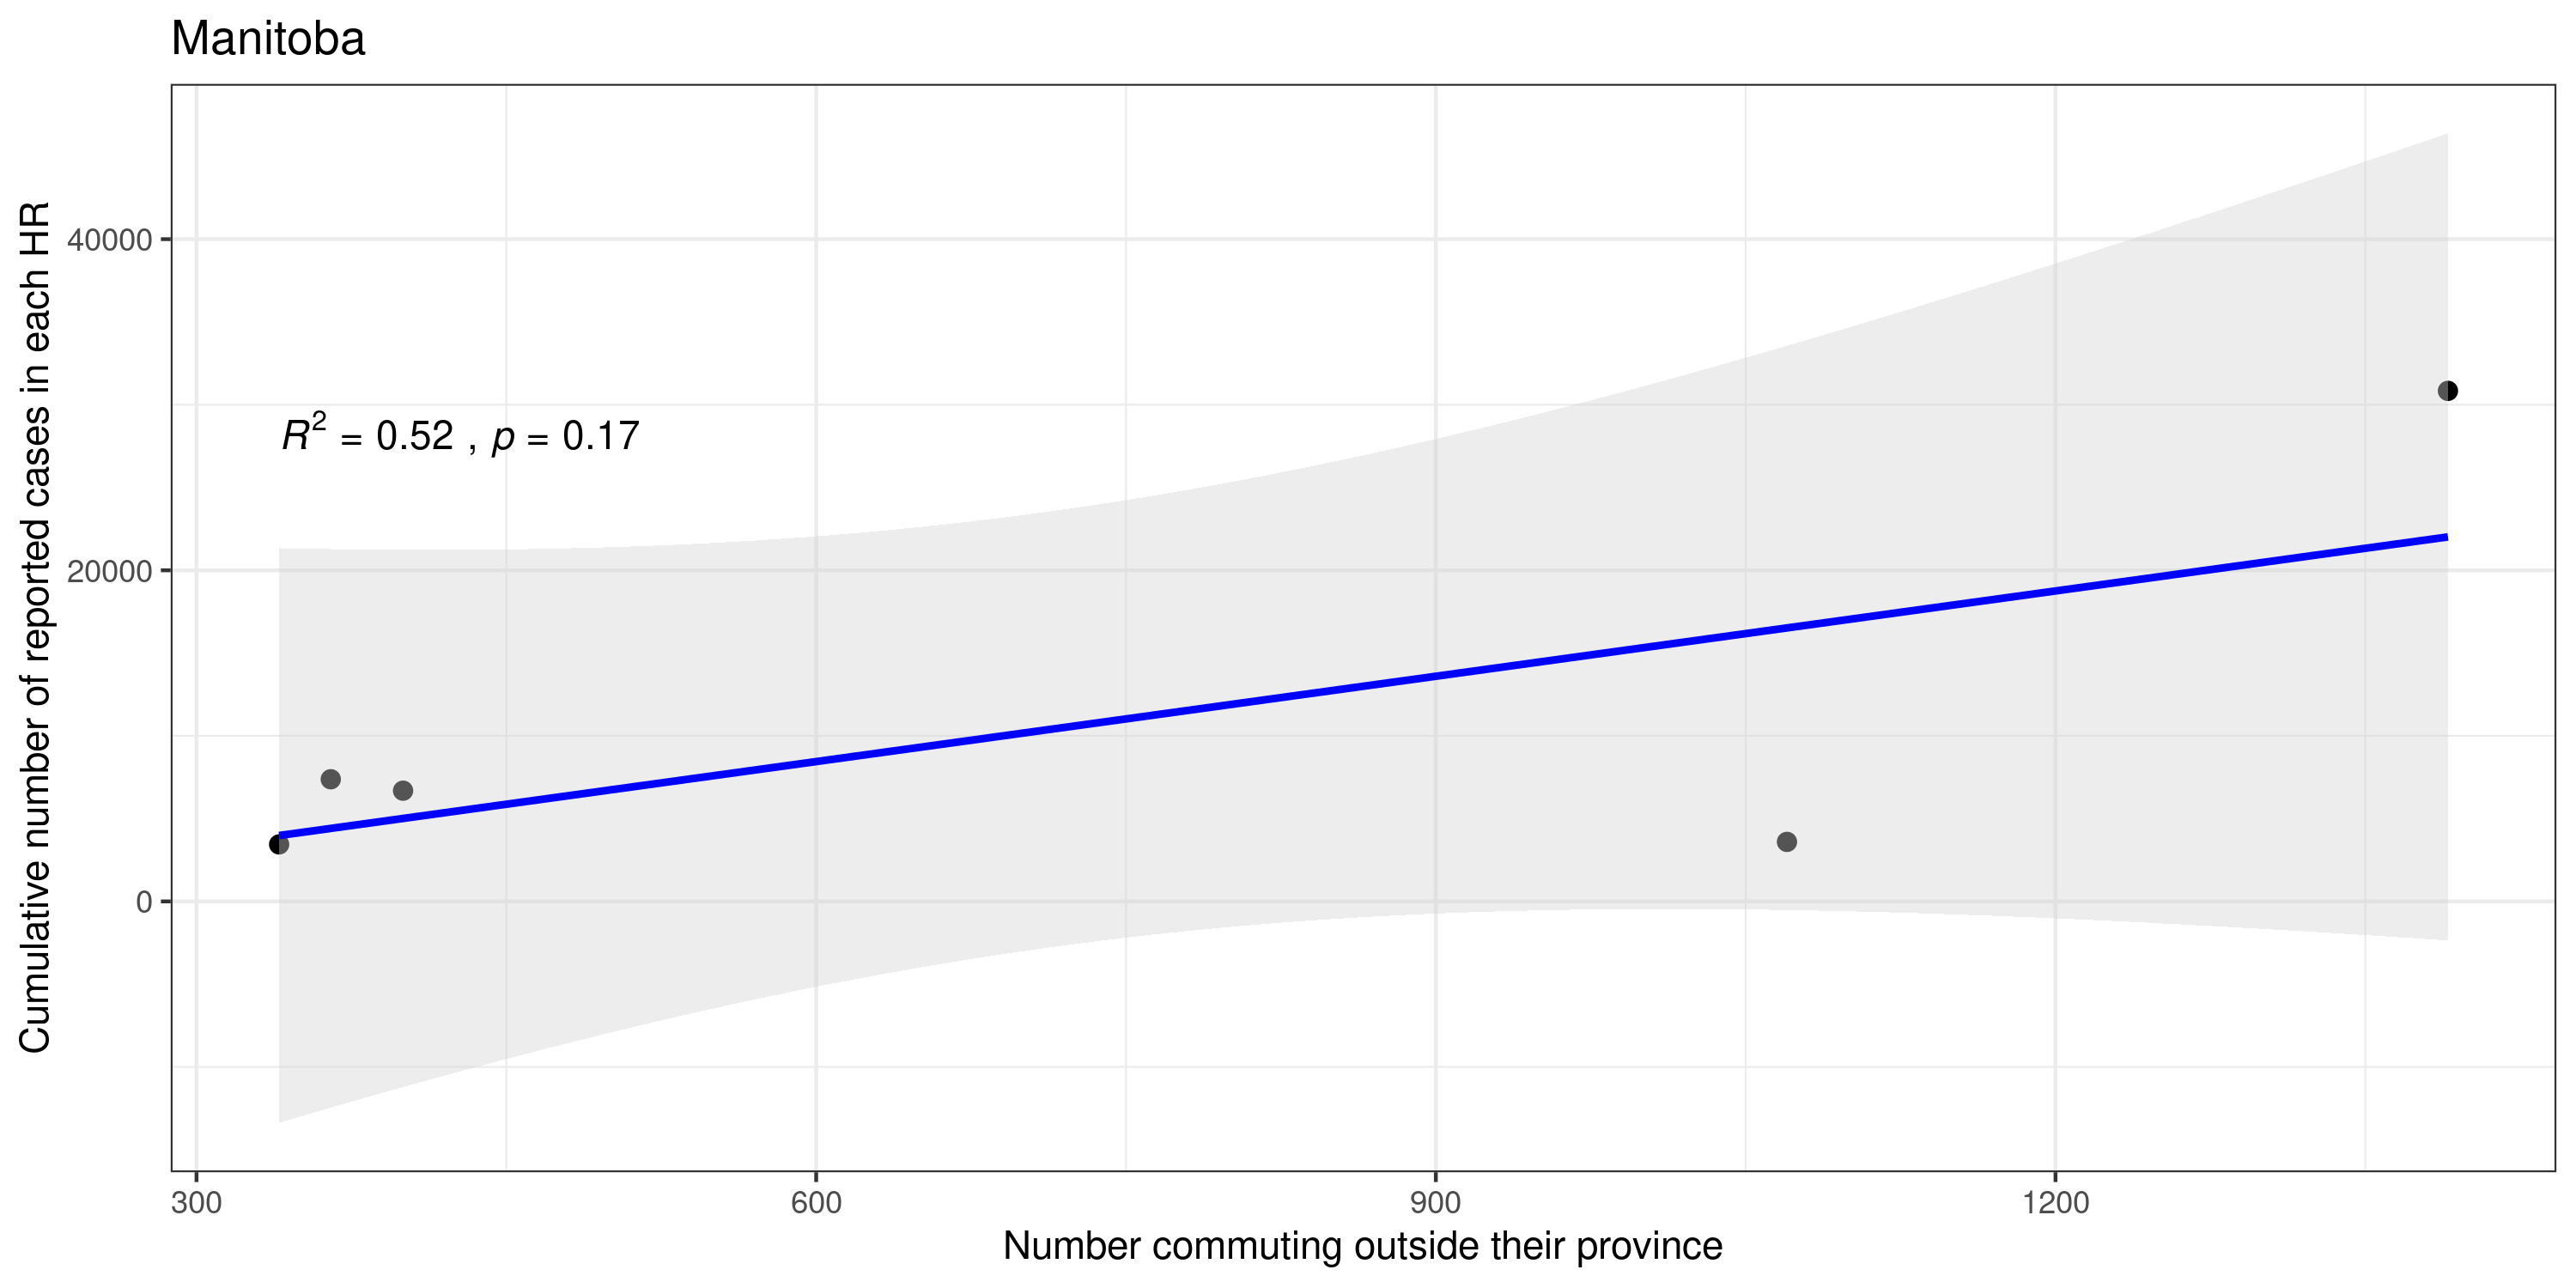 Manitoba
Cumulative number of reported cases in each HR
40000
20000
0
R² = 0.52 , p = 0.17
300
600
900
1200
Number commuting outside their province